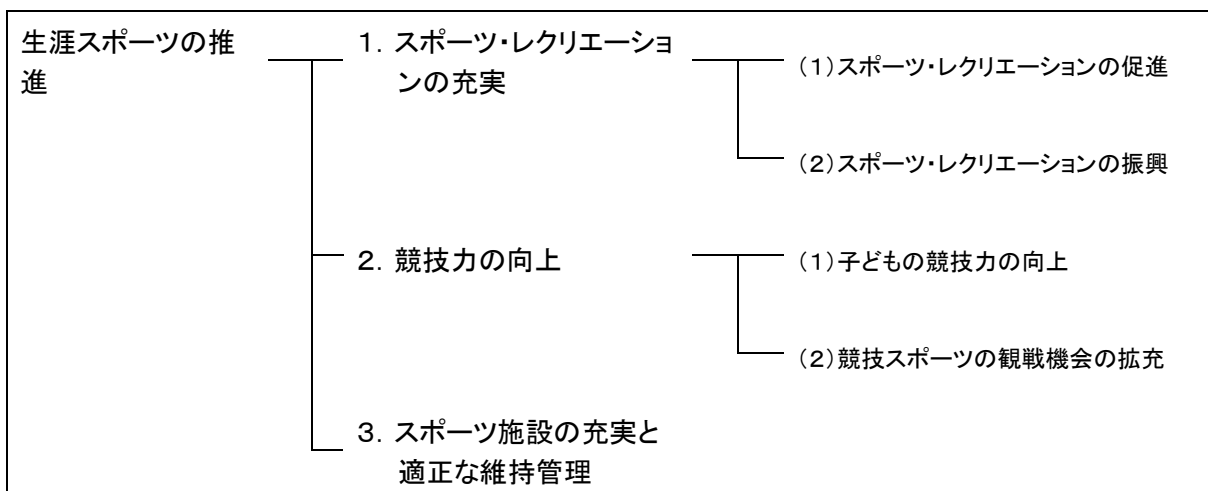 生涯スポーツの推
進
1．スポーツ・レクリエーショ
ンの充実
（1）スポーツ・レクリエーションの促進
（2）スポーツ・レクリエーションの振興
2．競技力の向上
（1）子どもの競技力の向上
（2）競技スポーツの観戦機会の拡充
3．スポーツ施設の充実と
適正な維持管理